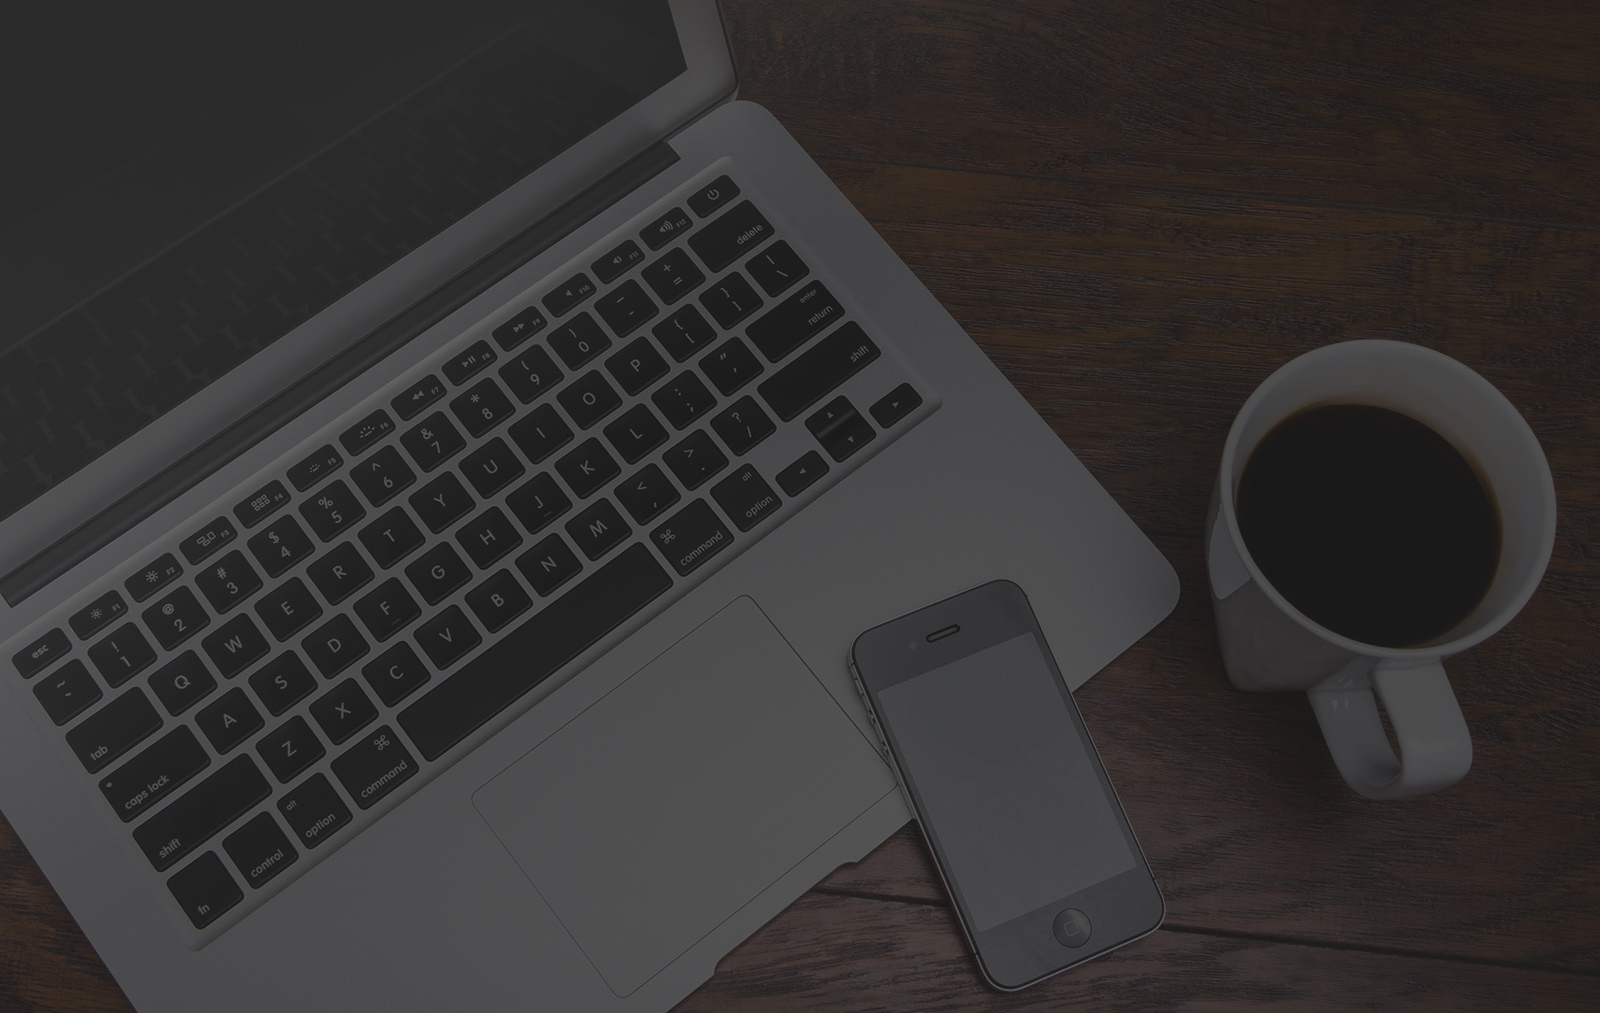 esc F1 F2 F3 F4 F5 F6 F7 F8 F9 F10 F11 F12
~ ! 1 @ 2 # 3 $ 4 % 5 ^ 6 & 7 * 8 ( 9 ) 0 — - + = delete
tab Q W E R T Y U I O P { [ } ] | \
caps lock A S D F G H J K L : ; " ' enter return
shift Z X C V B N M < , > . ? / shift
fn control alt option ⌘ command ⌘ command alt option